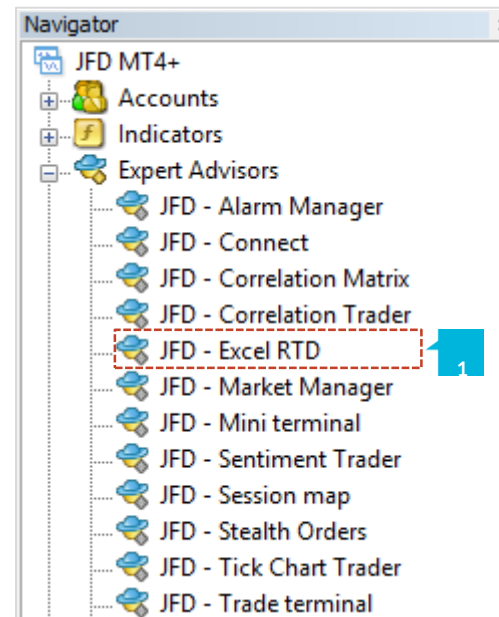 Navigator
JFD MT4+
Accounts
Indicators
Expert Advisors
JFD - Alarm Manager
JFD - Connect
JFD - Correlation Matrix
JFD - Correlation Trader
JFD - Excel RTD
1
JFD - Market Manager
JFD - Mini terminal
JFD - Sentiment Trader
JFD - Session map
JFD - Stealth Orders
JFD - Tick Chart Trader
JFD - Trade terminal